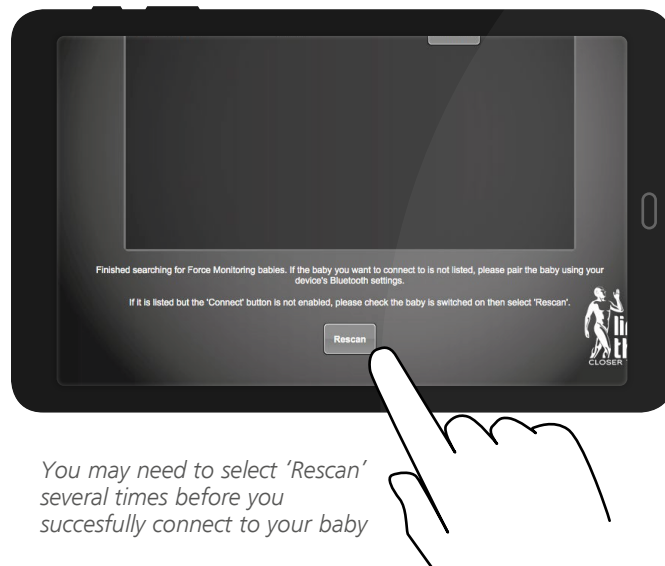 Finished searching for Force Monitoring babies. If the baby you want to connect to is not listed, please pair the baby using your
device's Bluetooth settings.
If it is listed but the 'Connect' button is not enabled, please check the baby is switched on then select 'Rescan'.
Rescan
CLOSER
You may need to select ‘Rescan’
several times before you
succesfully connect to your baby